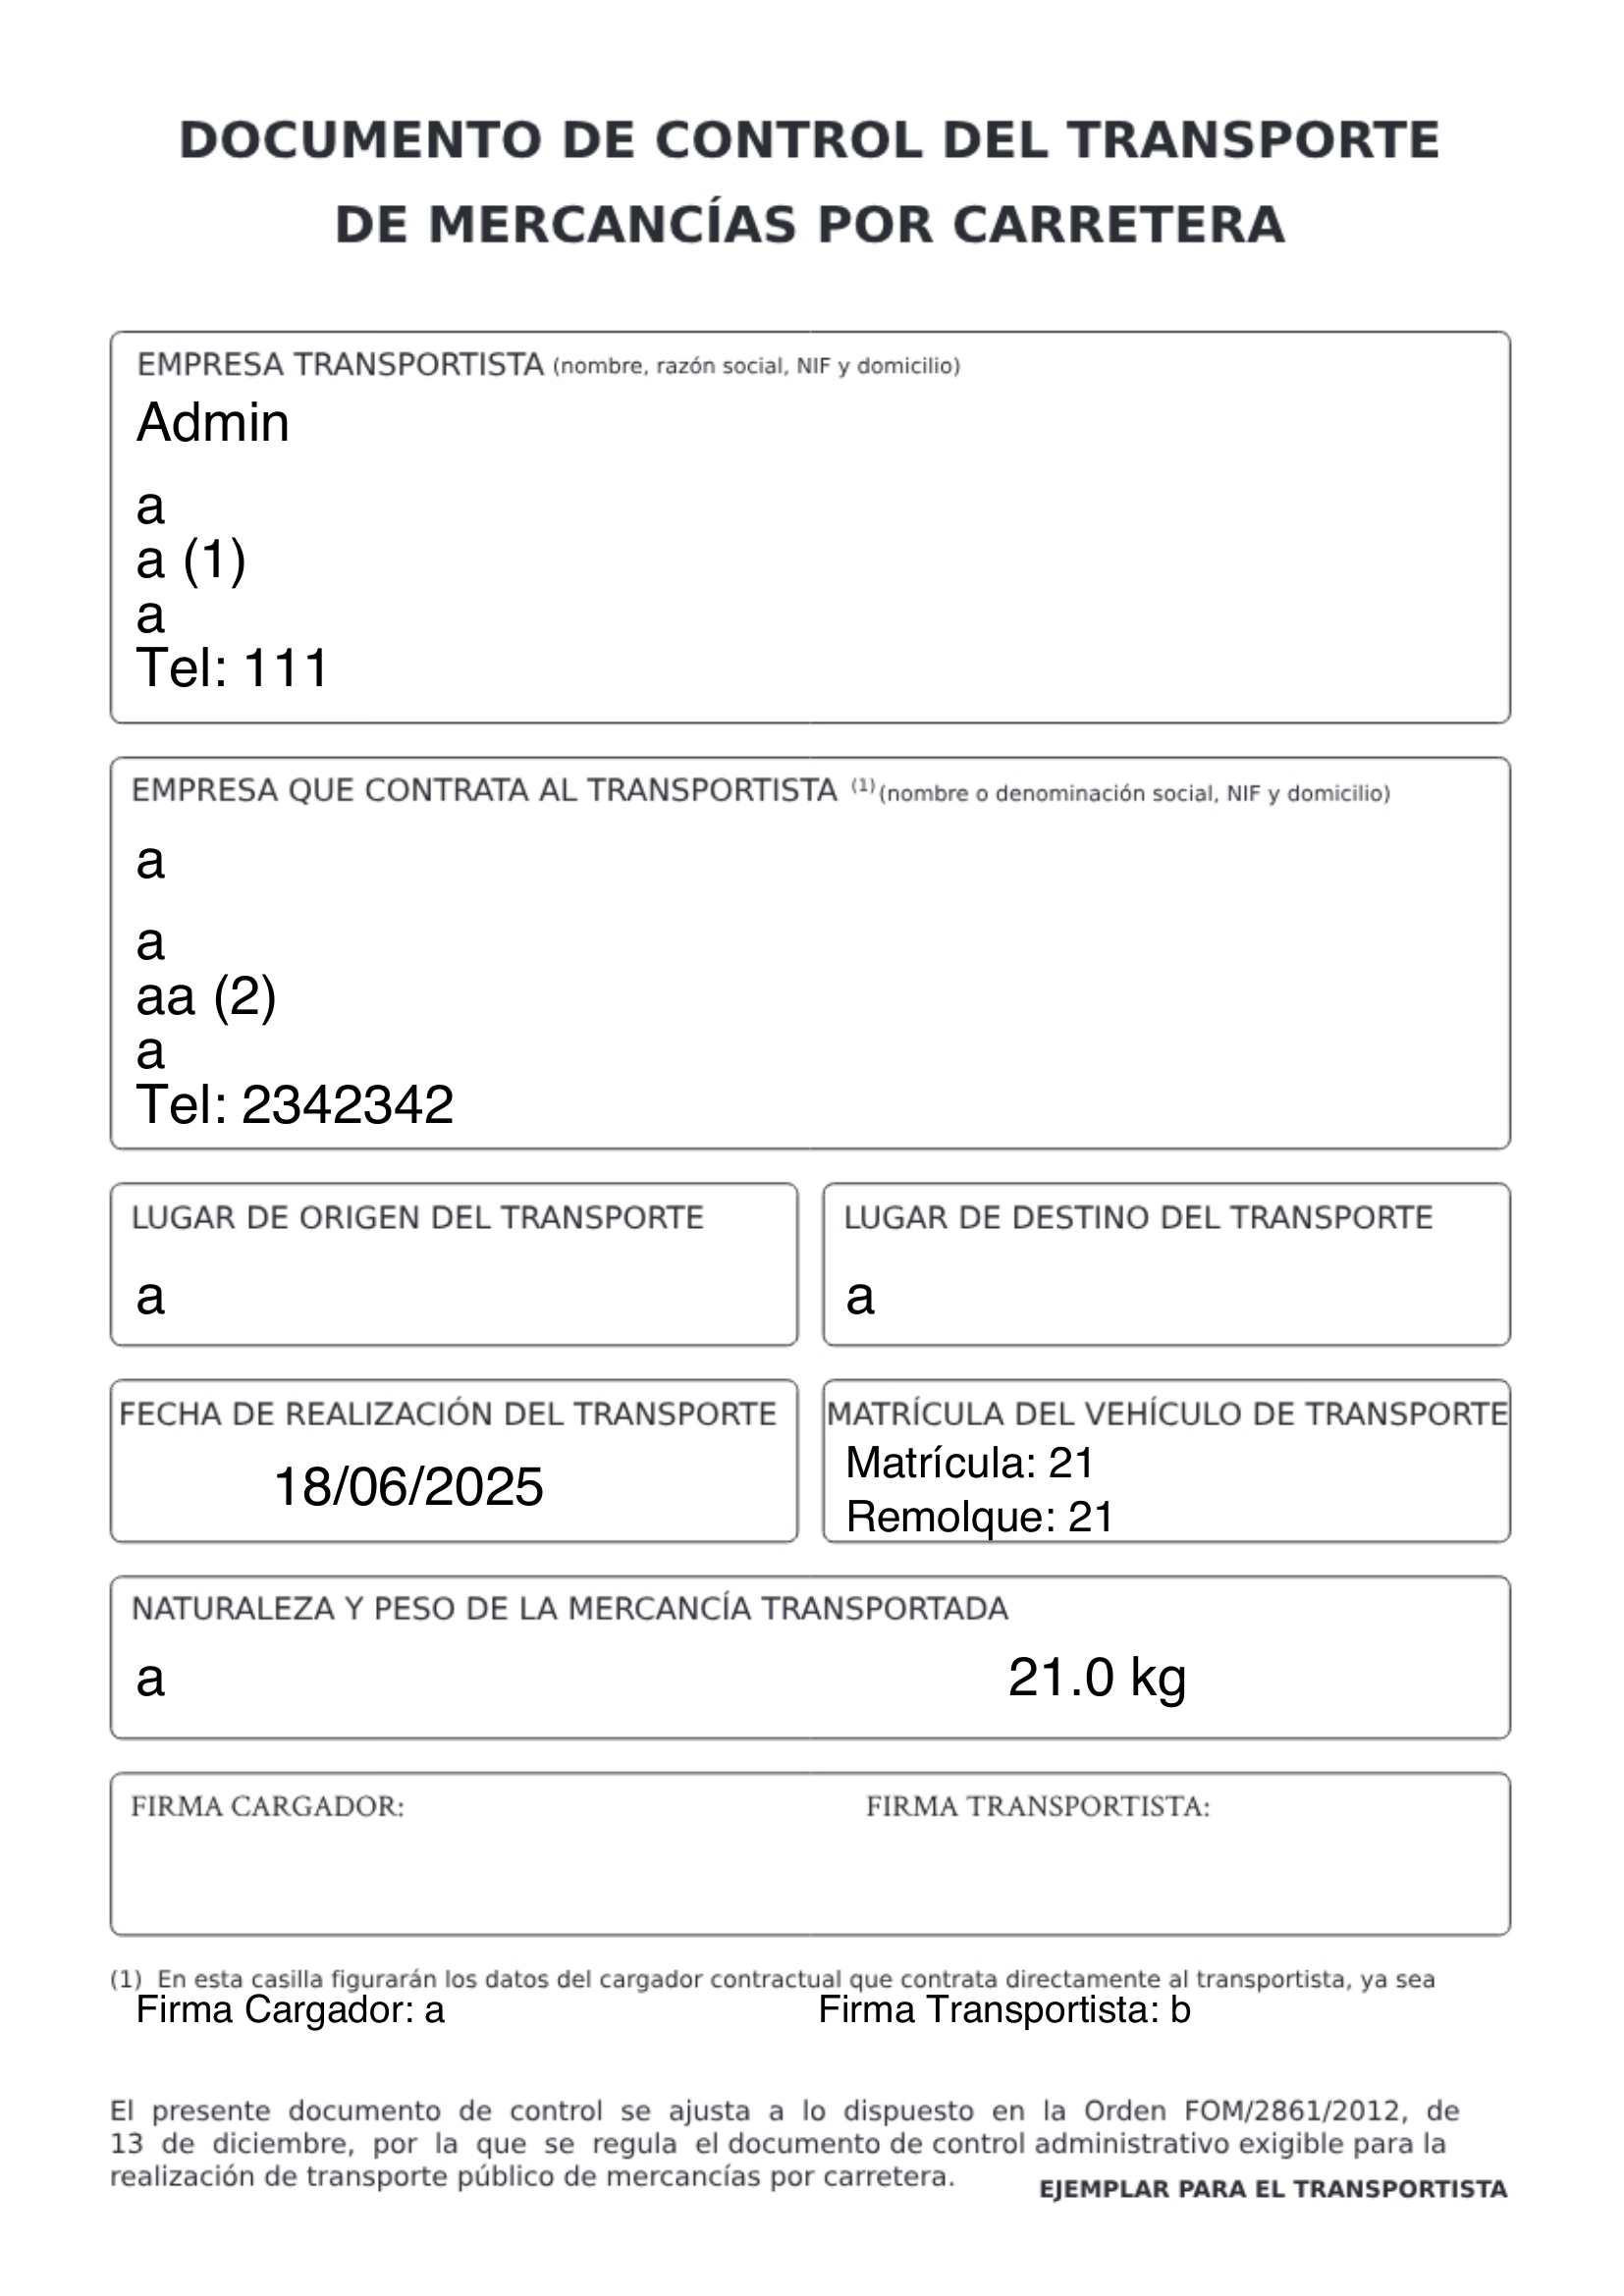 DOCUMENTO DE CONTROL DEL TRANSPORTE
DE MERCANCÍAS POR CARRETERA
EMPRESA TRANSPORTISTA (nombre, razón social, NIF y domicilio)
Admin
a
a (1)
a
Tel: 111
EMPRESA QUE CONTRATA AL TRANSPORTISTA (1) (nombre o denominación social, NIF y domicilio)
a
a
aa (2)
a
Tel: 2342342
LUGAR DE ORIGEN DEL TRANSPORTE
a
LUGAR DE DESTINO DEL TRANSPORTE
a
FECHA DE REALIZACIÓN DEL TRANSPORTE
18/06/2025
MATRÍCULA DEL VEHÍCULO DE TRANSPORTE
Matrícula: 21
Remolque: 21
NATURALEZA Y PESO DE LA MERCANCÍA TRANSPORTADA
a 21.0 kg
FIRMA CARGADOR: FIRMA TRANSPORTISTA:
(1) En esta casilla figurarán los datos del cargador contractual que contrata directamente al transportista, ya sea
Firma Cargador: a Firma Transportista: b
El presente documento de control se ajusta a lo dispuesto en la Orden FOM/2861/2012, de
13 de diciembre, por la que se regula el documento de control administrativo exigible para la
realización de transporte público de mercancías por carretera.
EJEMPLAR PARA EL TRANSPORTISTA